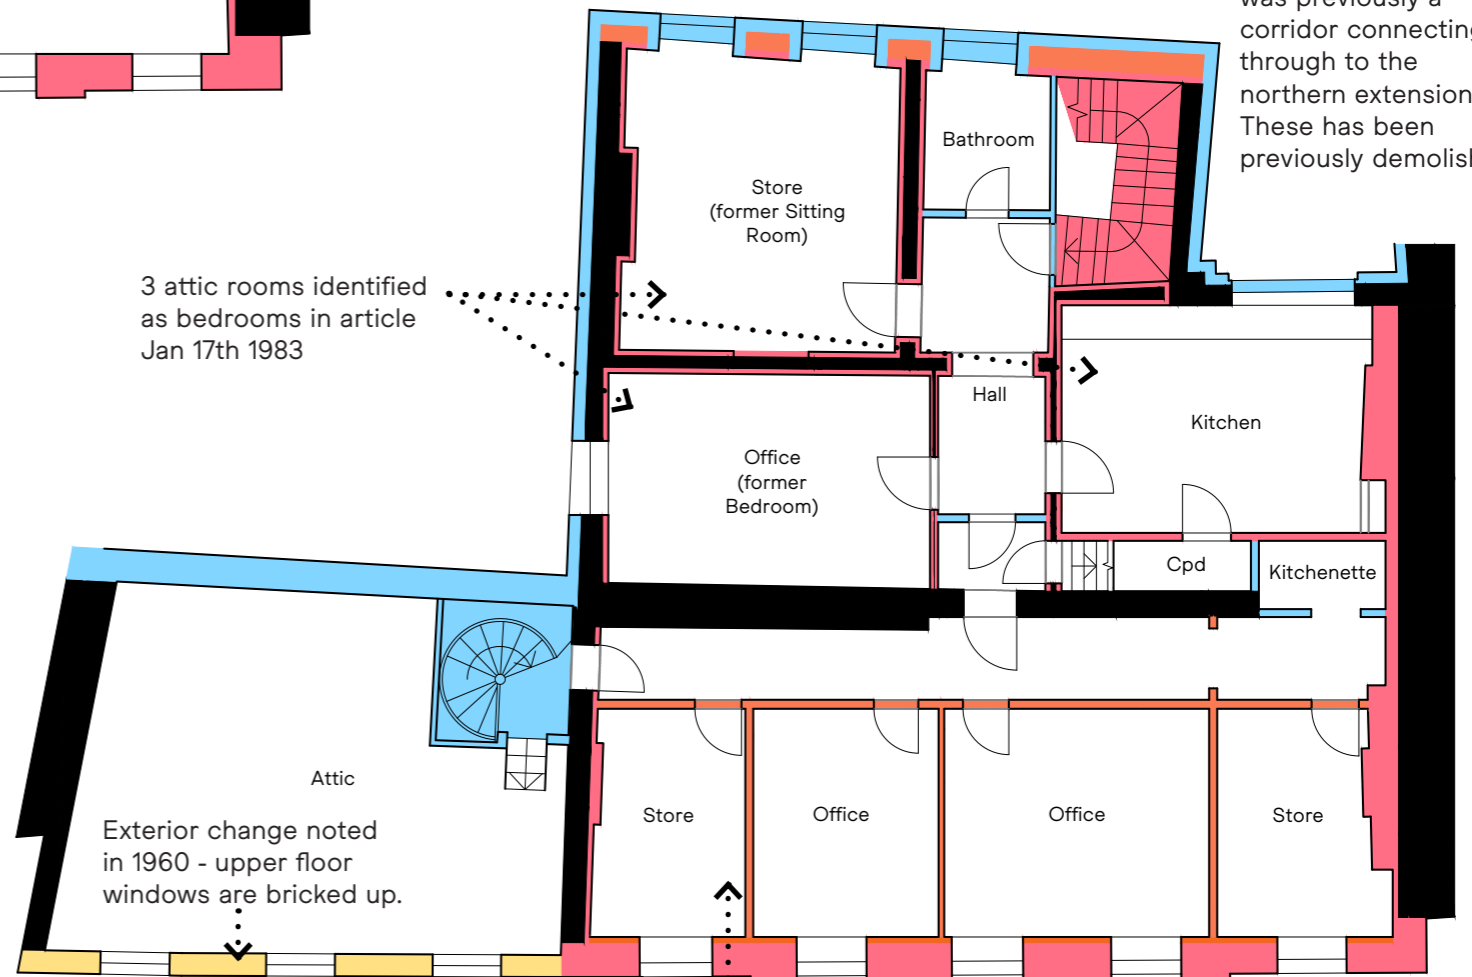 was previously a
corridor connecting
through to the
northern extension
These has been
previously
Bathroom
Store
(former Sitting
Room)
3 attic rooms identified
as bedrooms in article
Jan 17th 1983
Hall
Kitchen
Office
(former
Bedroom)
Cpd
Kitchenette
Attic
Exterior change noted
in 1960 - upper floor
windows are bricked up.
Store
Office
Office
Store